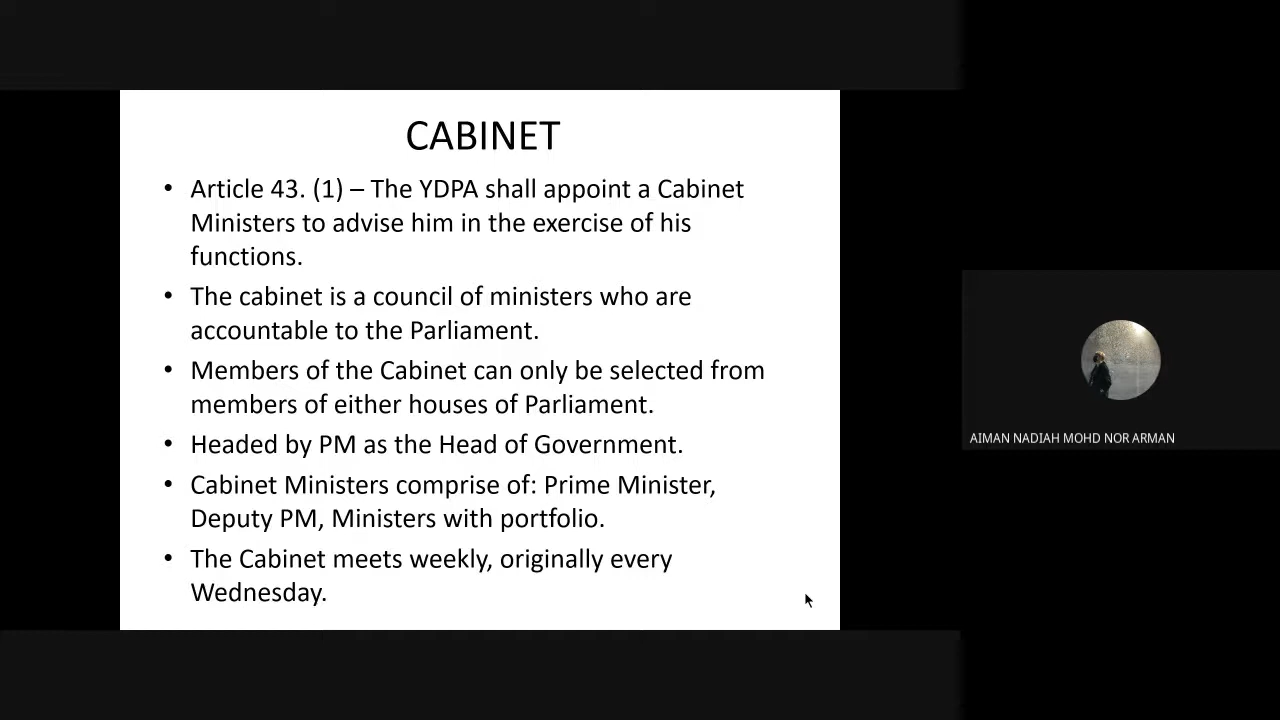 CABINET
• Article 43. (1) – The YDPA shall appoint a Cabinet
Ministers to advise him in the exercise of his
functions.
• The cabinet is a council of ministers who are
accountable to the Parliament.
• Members of the Cabinet can only be selected from
members of either houses of Parliament.
• Headed by PM as the Head of Government.
• Cabinet Ministers comprise of: Prime Minister,
Deputy PM, Ministers with portfolio.
• The Cabinet meets weekly, originally every
Wednesday.
AIMAN NADIAH MOHD NOR ARMAN